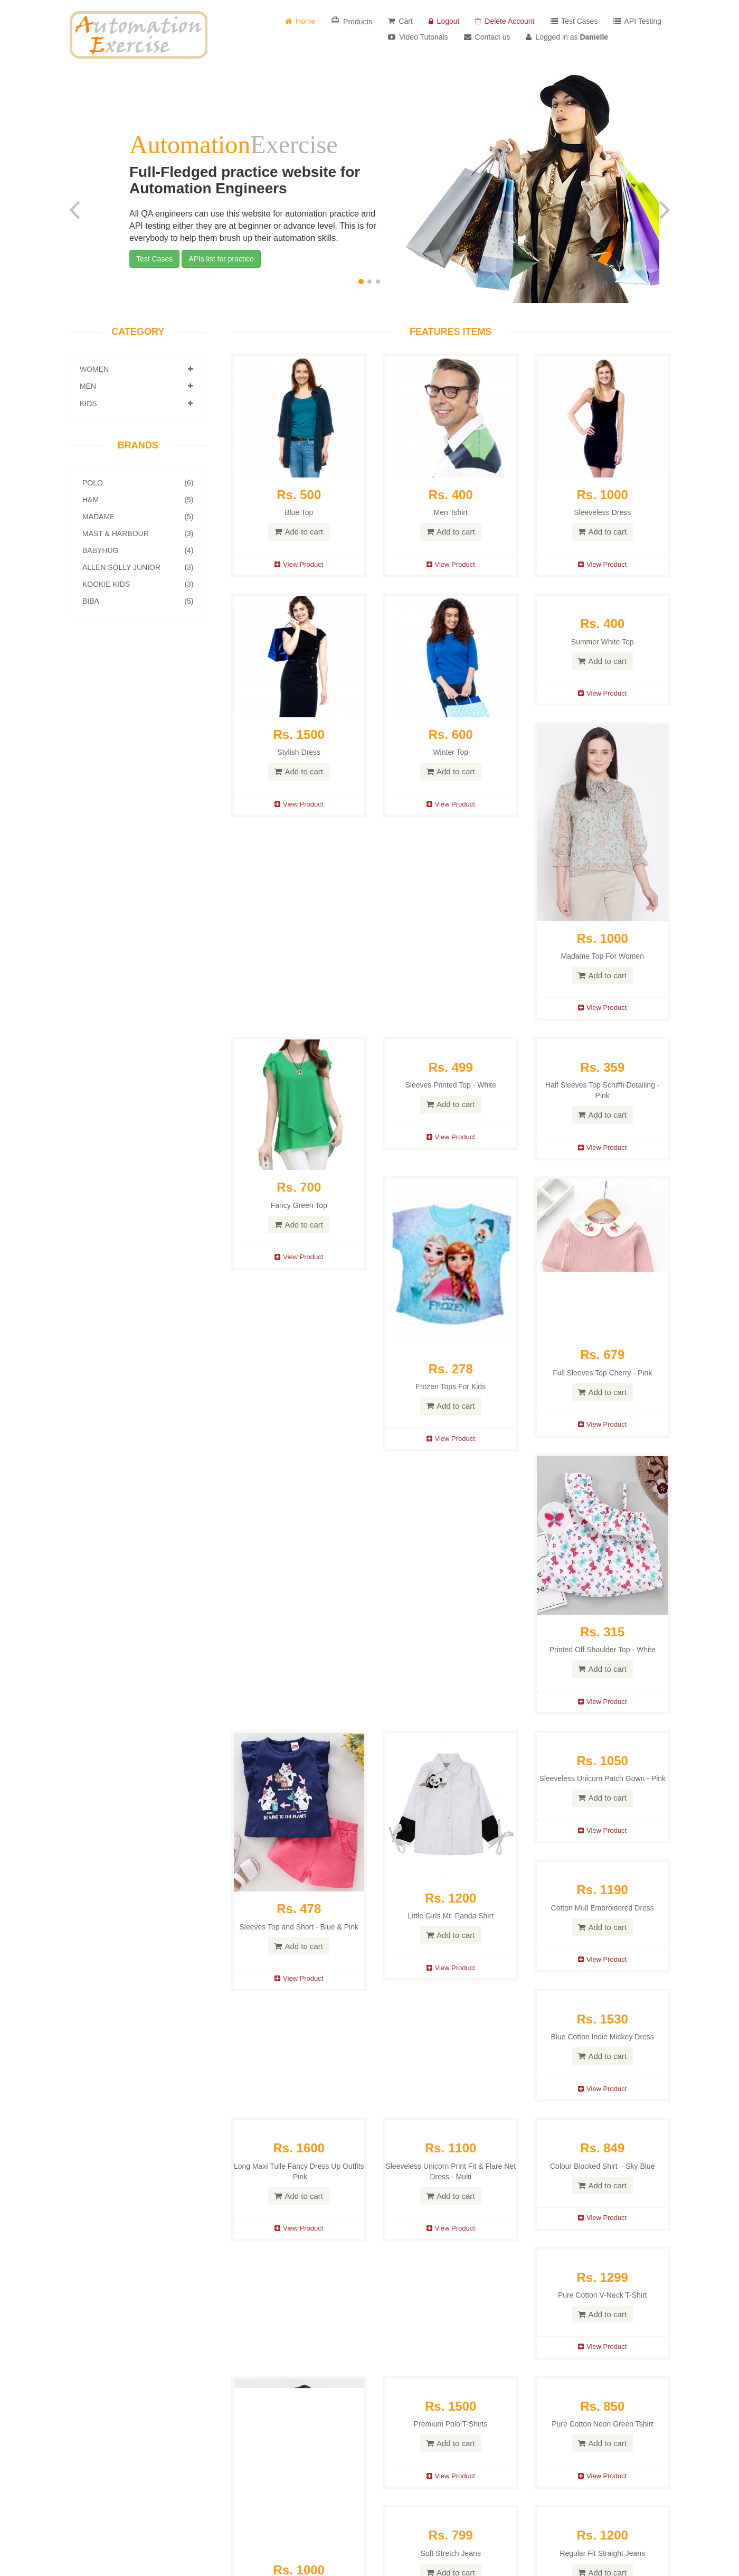 Automation
Exercise
Home
Products
Cart
Logout
Delete Account
Test Cases
API Testing
Video Tutorials
Contact us
Logged in as Danielle
AutomationExercise
Full-Fledged practice website for
Automation Engineers
All QA engineers can use this website for automation practice and
API testing either they are at beginner or advance level. This is for
everybody to help them brush up their automation skills.
Test Cases
APIs list for practice
CATEGORY
WOMEN
MEN
KIDS
BRANDS
POLO (6)
H&M (5)
MADAME (5)
MAST & HARBOUR (3)
BABYHUG (4)
ALLEN SOLLY JUNIOR (3)
KOOKIE KIDS (3)
BIBA (5)
FEATURES ITEMS
Rs. 500
Blue Top
Add to cart
View Product
Rs. 400
Men Tshirt
Add to cart
View Product
Rs. 1000
Sleeveless Dress
Add to cart
View Product
Rs. 1500
Stylish Dress
Add to cart
View Product
Rs. 600
Winter Top
Add to cart
View Product
Rs. 400
Summer White Top
Add to cart
View Product
Rs. 1000
Madame Top For Women
Add to cart
View Product
Rs. 700
Fancy Green Top
Add to cart
View Product
Rs. 499
Sleeves Printed Top - White
Add to cart
View Product
Rs. 359
Half Sleeves Top Schiffli Detailing -
Pink
Add to cart
View Product
FROZEN
Rs. 278
Frozen Tops For Kids
Add to cart
View Product
Rs. 679
Full Sleeves Top Cherry - Pink
Add to cart
View Product
Rs. 315
Printed Off Shoulder Top - White
Add to cart
View Product
BE KIND TO THE PLANET
Rs. 478
Sleeves Top and Short - Blue & Pink
Add to cart
View Product
Rs. 1200
Little Girls Mr. Panda Shirt
Add to cart
View Product
Rs. 1050
Sleeveless Unicorn Patch Gown - Pink
Add to cart
View Product
Rs. 1190
Cotton Mull Embroidered Dress
Add to cart
View Product
Rs. 1530
Blue Cotton Indie Mickey Dress
Add to cart
View Product
Rs. 1600
Long Maxi Tulle Fancy Dress Up Outfits
-Pink
Add to cart
View Product
Rs. 1100
Sleeveless Unicorn Print Fit & Flare Net
Dress - Multi
Add to cart
View Product
Rs. 849
Colour Blocked Shirt – Sky Blue
Add to cart
View Product
Rs. 1299
Pure Cotton V-Neck T-Shirt
Add to cart
View Product
Rs. 1000
Rs. 1500
Premium Polo T-Shirts
Add to cart
View Product
Rs. 850
Pure Cotton Neon Green Tshirt
Add to cart
View Product
Rs. 799
Soft Stretch Jeans
Add to cart
Rs. 1200
Regular Fit Straight Jeans
Add to cart